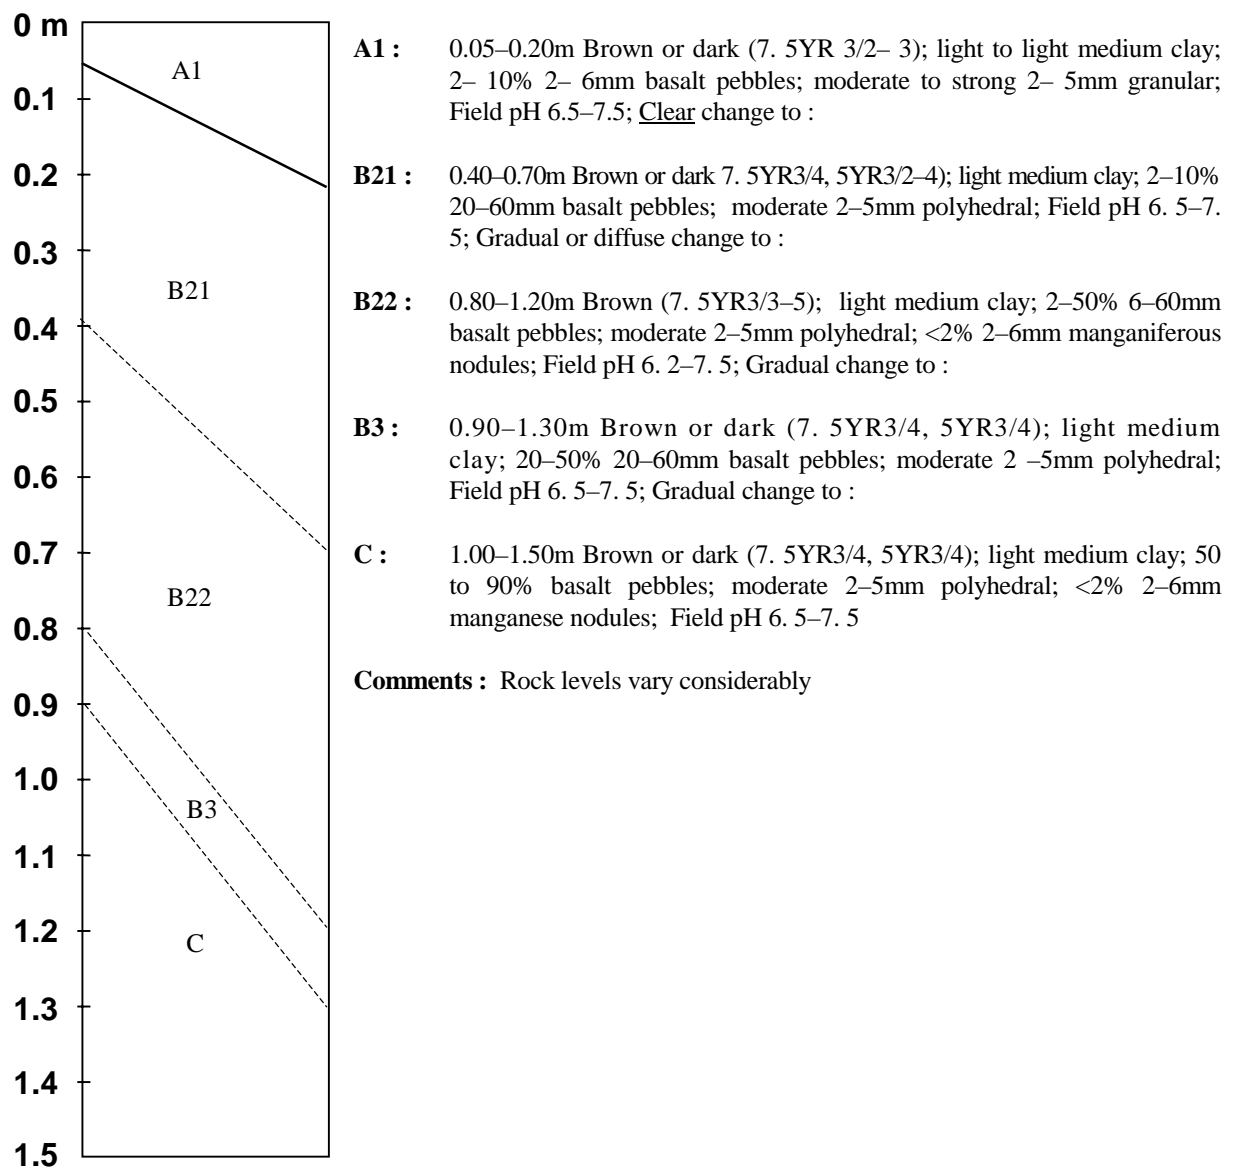 0 m
0.1
0.2
0.3
0.4
0.5
0.6
0.7
0.8
0.9
1.0
1.1
1.2
1.3
1.4
1.5
A1
B21
B22
B3
C
A1 : 0.05–0.20m Brown or dark (7. 5YR 3/2– 3); light to light medium clay;
2– 10% 2– 6mm basalt pebbles; moderate to strong 2– 5mm granular;
Field pH 6.5–7.5; Clear change to :
B21 : 0.40–0.70m Brown or dark 7. 5YR3/4, 5YR3/2–4); light medium clay; 2–10%
20–60mm basalt pebbles; moderate 2–5mm polyhedral; Field pH 6. 5–7.
5; Gradual or diffuse change to :
B22 : 0.80–1.20m Brown (7. 5YR3/3–5); light medium clay; 2–50% 6–60mm
basalt pebbles; moderate 2–5mm polyhedral; <2% 2–6mm manganiferous
nodules; Field pH 6. 2–7. 5; Gradual change to :
B3 : 0.90–1.30m Brown or dark (7. 5YR3/4, 5YR3/4); light medium
clay; 20–50% 20–60mm basalt pebbles; moderate 2 –5mm polyhedral;
Field pH 6. 5–7. 5; Gradual change to :
C : 1.00–1.50m Brown or dark (7. 5YR3/4, 5YR3/4); light medium clay; 50
to 90% basalt pebbles; moderate 2–5mm polyhedral; <2% 2–6mm
manganese nodules; Field pH 6. 5–7. 5
Comments : Rock levels vary considerably